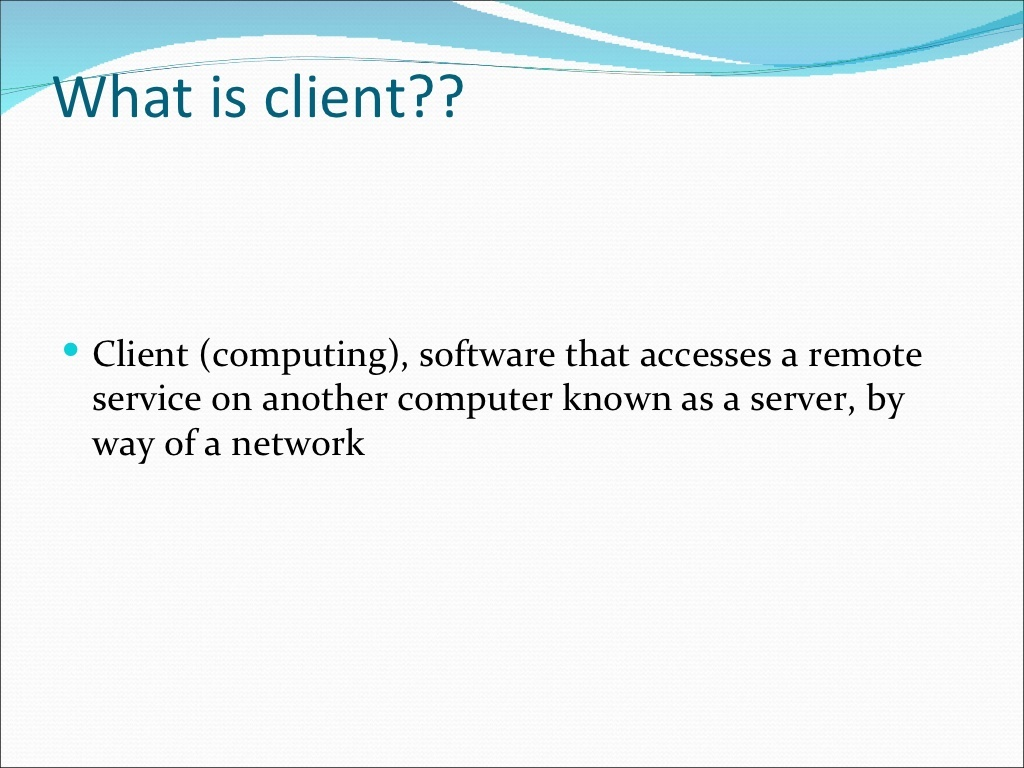 What is client??
Client (computing), software that accesses a remote
service on another computer known as a server, by
way of a network